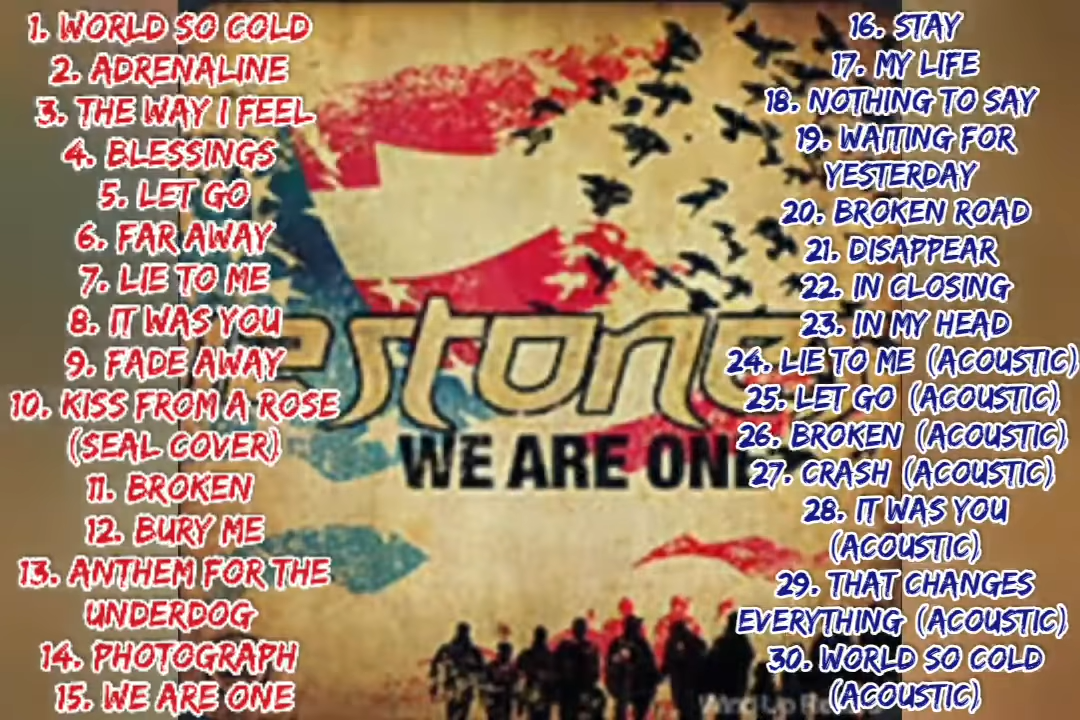 1. WORLD SO COLD
2. ADRENALINE
3. THE WAY I FEEL
4. BLESSINGS
5. LET GO
6. FAR AWAY
7. LIE TO ME
8. IT WAS YOU
9. FADE AWAY
10. KISS FROM A ROSE
(SEAL COVER)
11. BROKEN
12. BURY ME
13. ANTHEM FOR THE
UNDERDOG
14. PHOTOGRAPH
15. WE ARE ONE
stone
WE ARE ONE
16. STAY
17. MY LIFE
18. NOTHING TO SAY
19. WAITING FOR
YESTERDAY
20. BROKEN ROAD
21. DISAPPEAR
22. IN CLOSING
23. IN MY HEAD
24. LIE TO ME (ACOUSTIC)
25. LET GO (ACOUSTIC)
26. BROKEN (ACOUSTIC)
27. CRASH (ACOUSTIC)
28. IT WAS YOU
(ACOUSTIC)
29. THAT CHANGES
EVERYTHING (ACOUSTIC)
30. WORLD SO COLD
(ACOUSTIC)
Wind Up